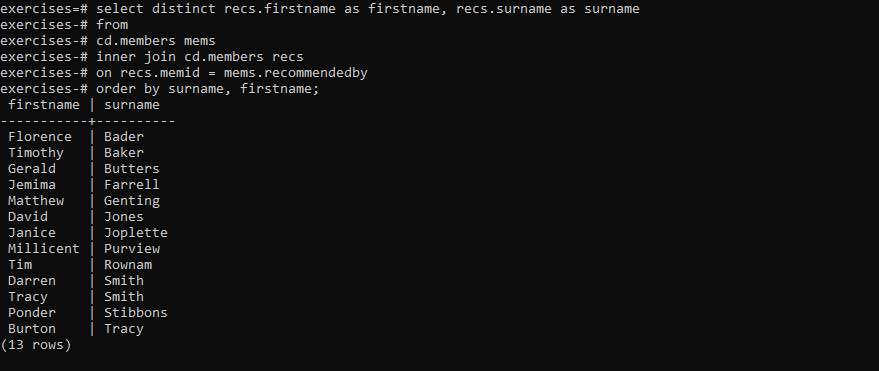 exercises=# select distinct recs.firstname as firstname, recs.surname as surname
exercises-# from
exercises-# cd.members mems
exercises-# inner join cd.members recs
exercises-# on recs.memid = mems.recommendedby
exercises-# order by surname, firstname;
 firstname | surname
-----------+----------
 Florence  | Bader
 Timothy   | Baker
 Gerald    | Butters
 Jemima    | Farrell
 Matthew   | Genting
 David     | Jones
 Janice    | Joplette
 Millicent | Purview
 Tim       | Rownam
 Darren    | Smith
 Tracy     | Smith
 Ponder    | Stibbons
 Burton    | Tracy
(13 rows)